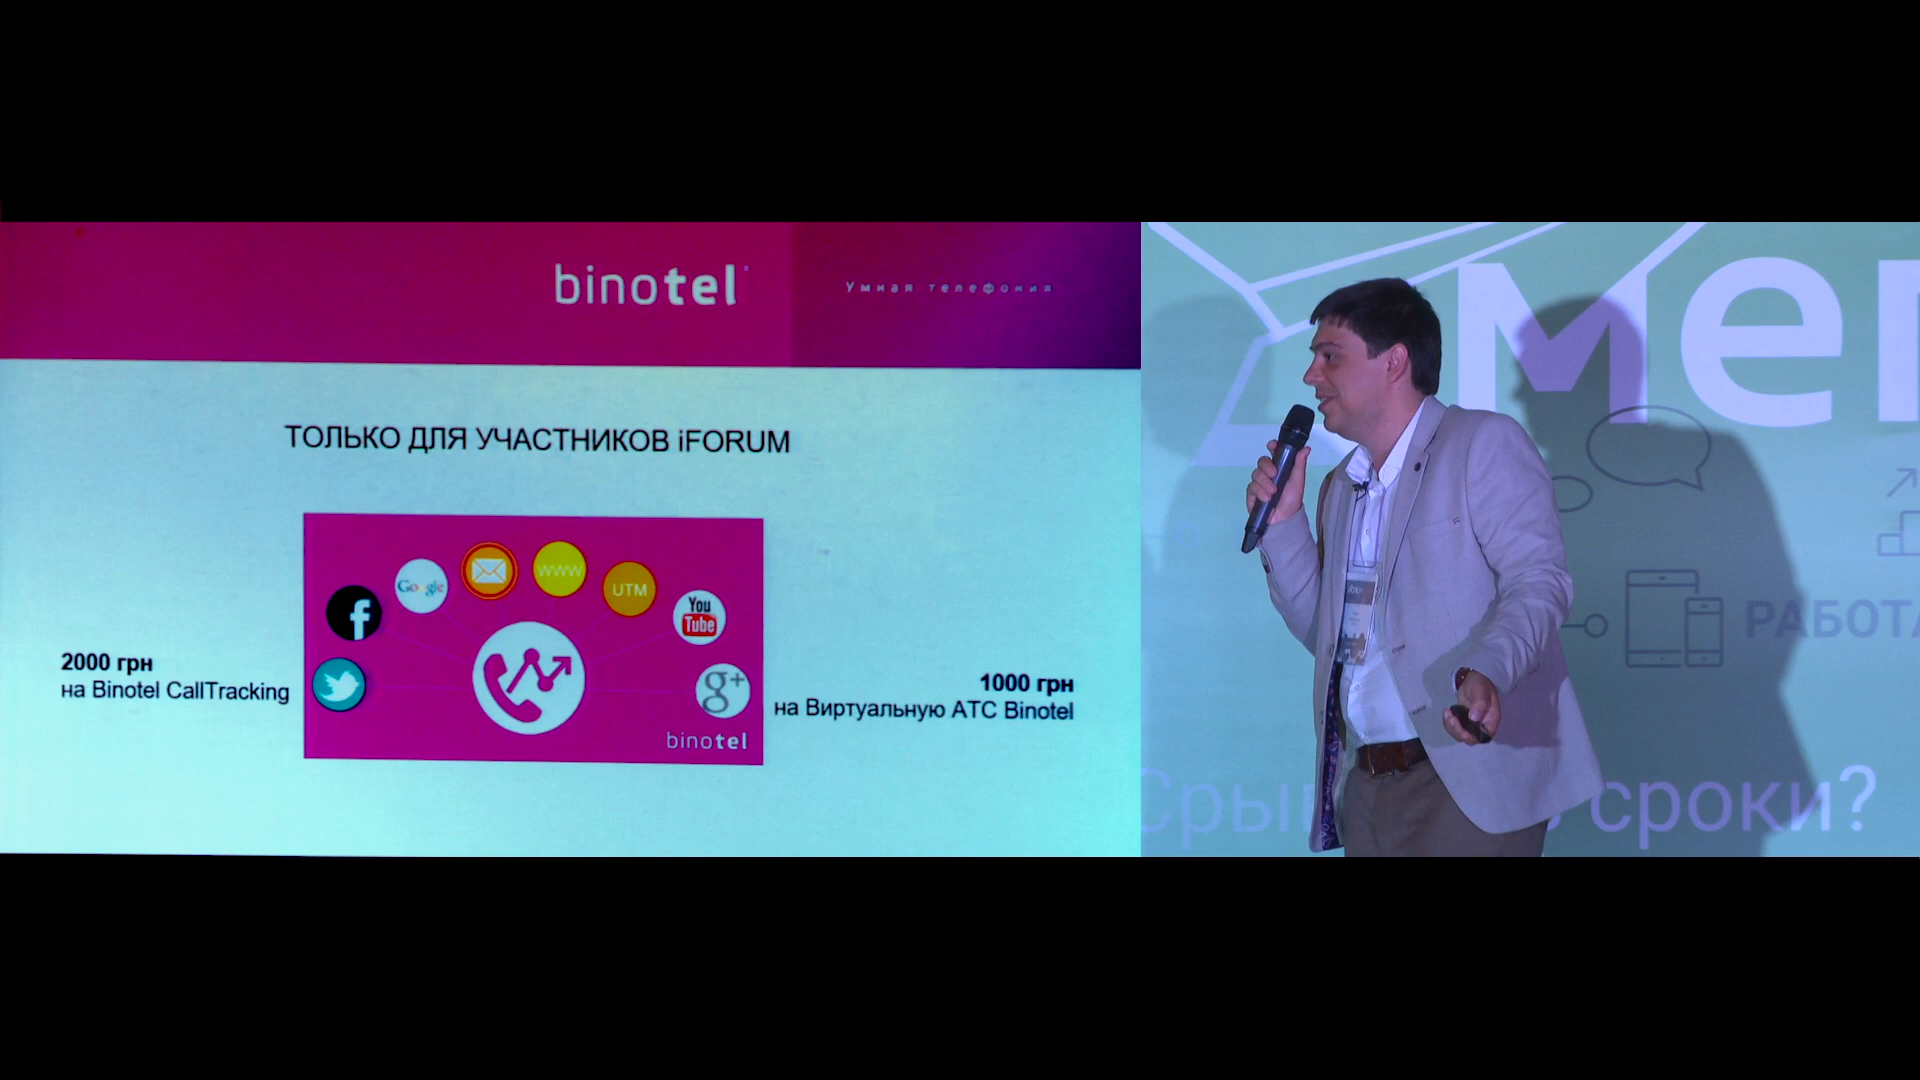 binotel
Умная телефония
ТОЛЬКО ДЛЯ УЧАСТНИКОВ iFORUM
Google
WWW
UTM
You
Tube
g+
2000 грн
на Binotel CallTracking
1000 грн
на Виртуальную АТС Binotel
binotel
мег
РАБОТА
сроки?